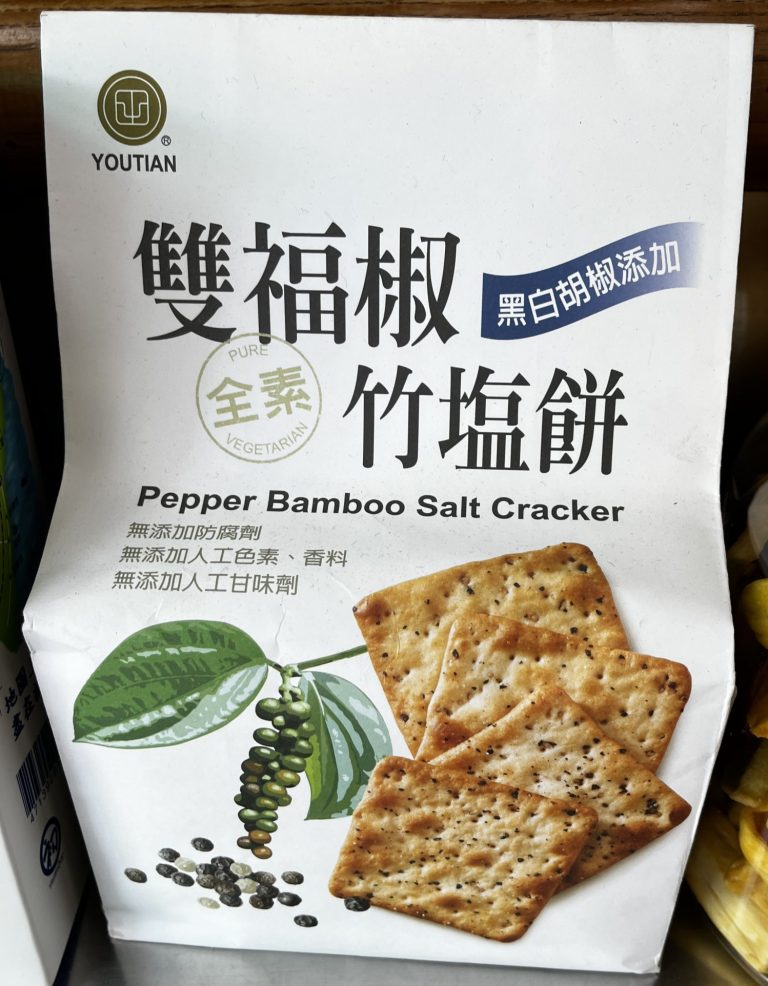 YOUTIAN
®
雙福椒
黑白胡椒添加
PURE
全素
VEGETARIAN
竹塩餅
Pepper Bamboo Salt Cracker
無添加防腐劑
無添加人工色素、香料
無添加人工甘味劑